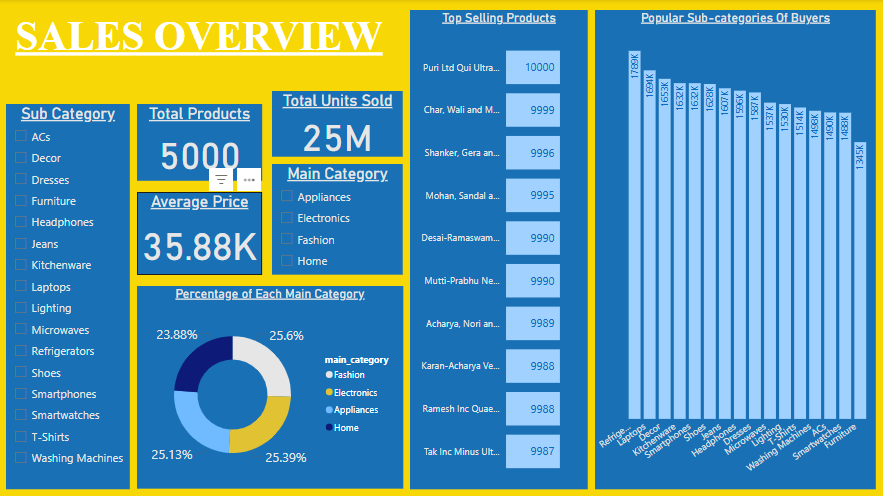 SALES OVERVIEW
Sub Category
ACs
Decor
Dresses
Furniture
Headphones
Jeans
Kitchenware
Laptops
Lighting
Microwaves
Refrigerators
Shoes
Smartphones
Smartwatches
T-Shirts
Washing Machines
Total Products
5000
Average Price
35.88K
Total Units Sold
25M
Main Category
Appliances
Electronics
Fashion
Home
Percentage of Each Main Category
23.88%
25.6%
25.13%
25.39%
main_category
Fashion
Electronics
Appliances
Home
Top Selling Products
Puri Ltd Qui Ultra... 10000
Char, Wali and M... 9999
Shanker, Gera an... 9996
Mohan, Sandal a... 9995
Desai-Ramaswam... 9990
Mutti-Prabhu Ne... 9990
Acharya, Nori an... 9989
Karan-Acharya Ve... 9988
Ramesh Inc Quae... 9988
Tak Inc Minus Ult... 9987
Popular Sub-categories Of Buyers
1789K
1694K
1653K
1632K
1632K
1628K
1607K
1596K
1587K
1537K
1530K
1514K
1498K
1490K
1488K
1345K
Refrige...
Laptops
Decor
Kitchenware
Smartphones
Shoes
Jeans
Headphones
Dresses
Microwaves
Lighting
T-Shirts
Washing Machines
ACs
Smartwatches
Furniture